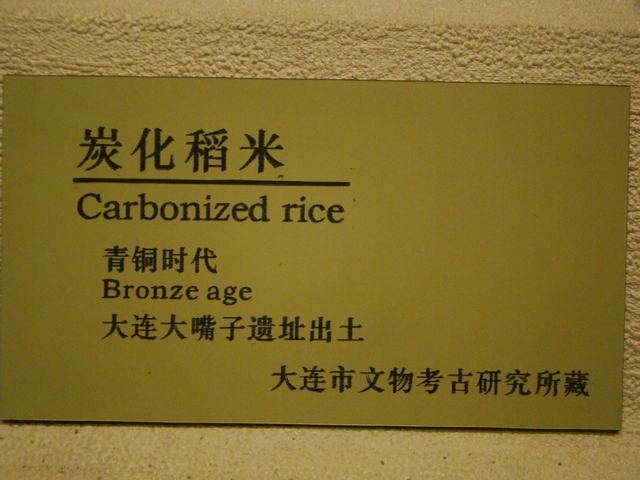 炭化稻米
Carbonized rice
青铜时代
Bronze age
大连大嘴子遗址出土
大连市文物考古研究所藏